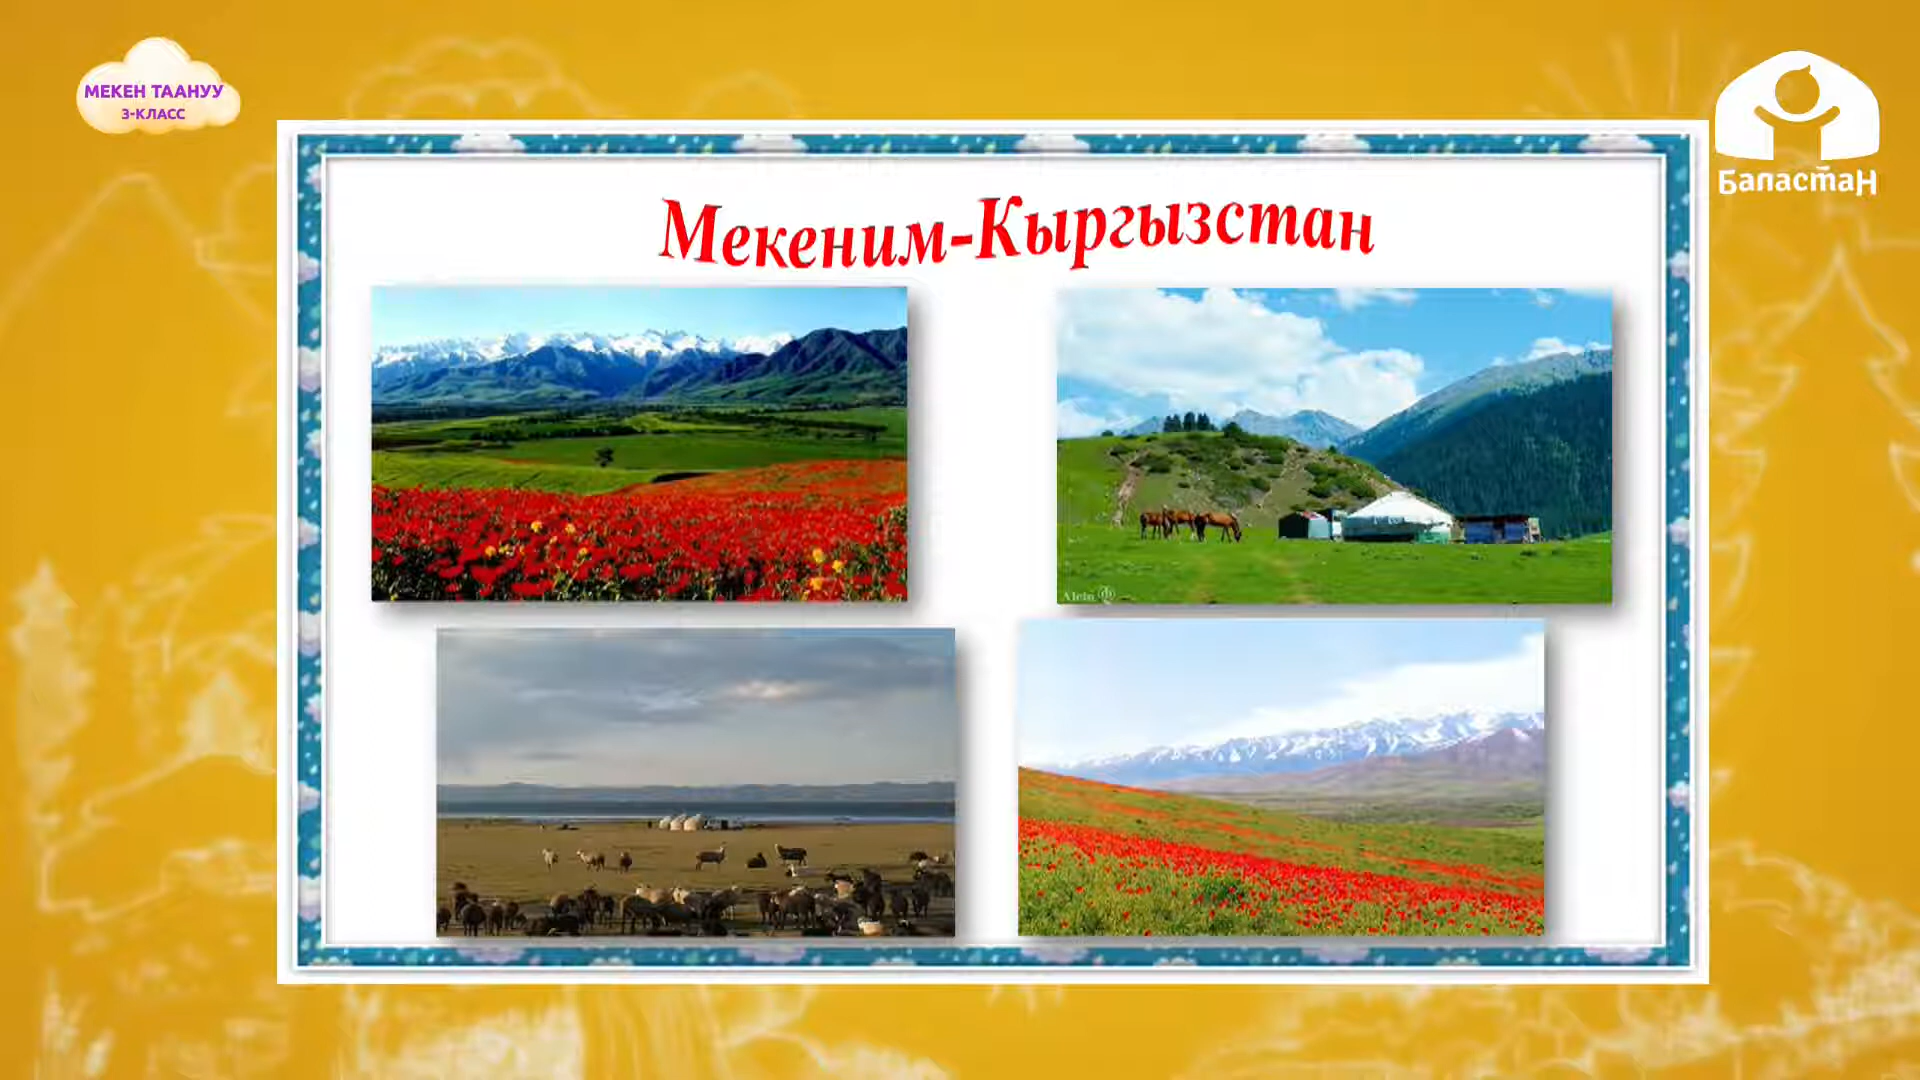 МЕКЕН ТААНУУ
3-КЛАСС
Баластан
Мекеним-Кыргызстан